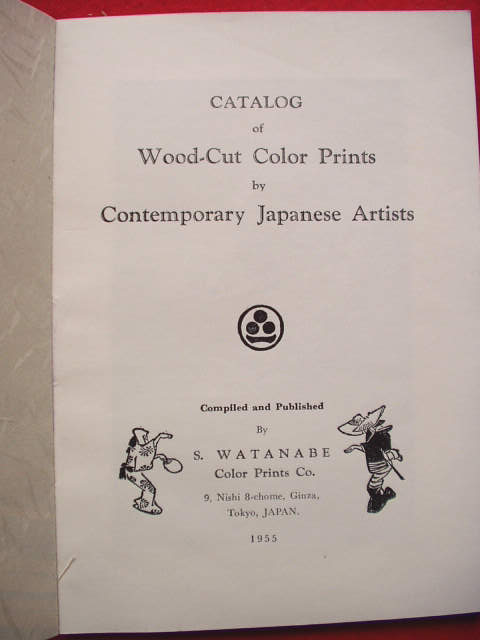 CATALOG
of
Wood-Cut Color Prints
by
Contemporary Japanese Artists
Compiled and Published
By
S. WATANABE
Color Prints Co.
9, Nishi 8-chome, Ginza,
Tokyo, JAPAN.
1955